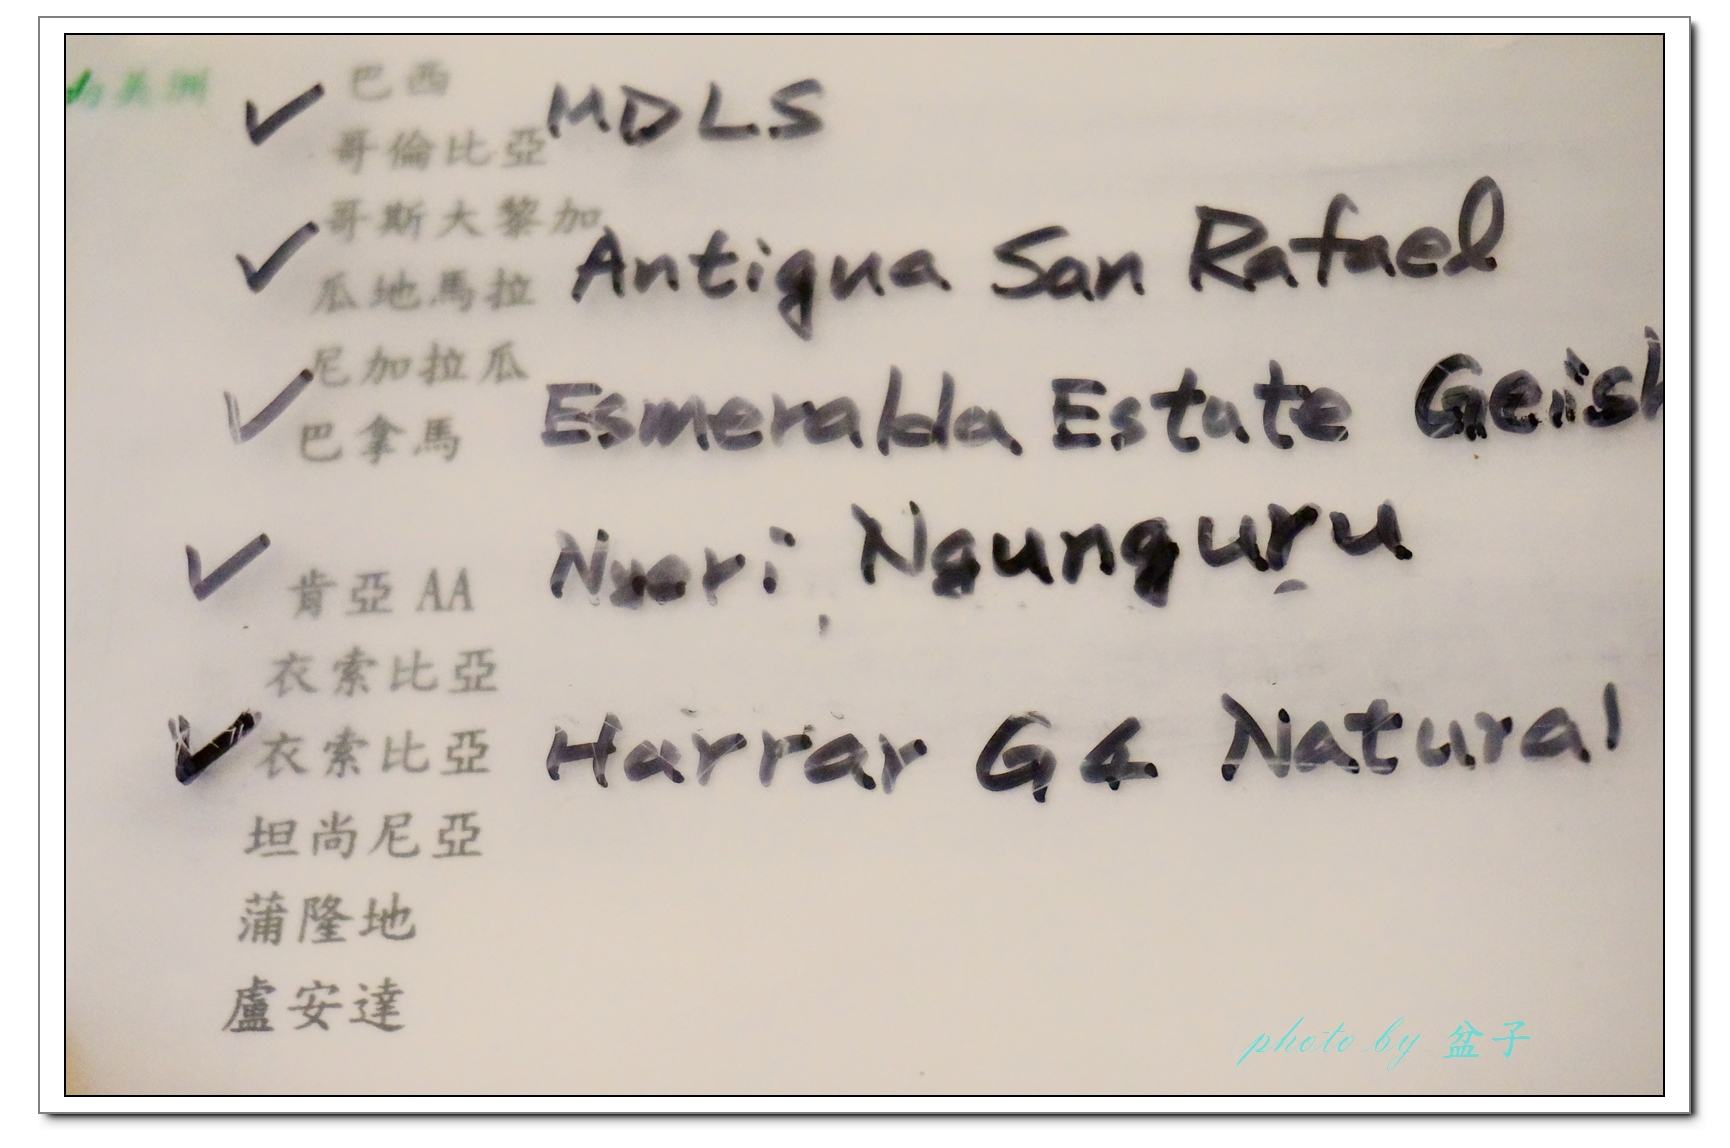 巴西
南美洲
哥倫比亞 MDLS
哥斯大黎加
瓜地馬拉 Antigua San Rafael
尼加拉瓜
巴拿馬 Esmeralda Estate Geish
肯亞 AA Nyeri Ngunguru
衣索比亞
衣索比亞 Harrar G4 Natural
坦尚尼亞
蒲隆地
盧安達
photo by 盆子